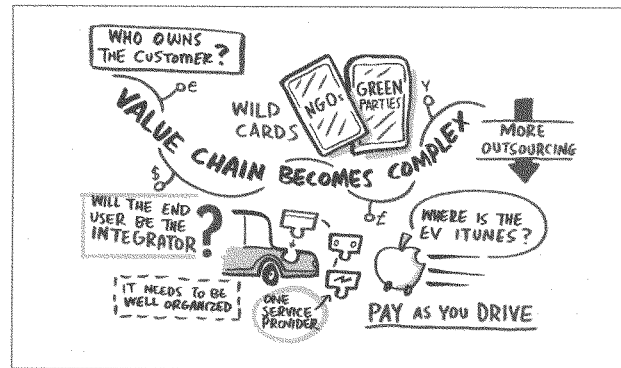 WHO OWNS
THE CUSTOMER?
€
WILD
CARDS
NGOs
GREEN
PARTIES
Y
MORE
OUTSOURCING
VALUE CHAIN BECOMES COMPLEX
$
£
WILL THE END
USER BE THE
INTEGRATOR?
IT NEEDS TO BE
WELL ORGANIZED
ONE
SERVICE
PROVIDER
WHERE IS THE
EV ITUNES?
PAY AS YOU DRIVE